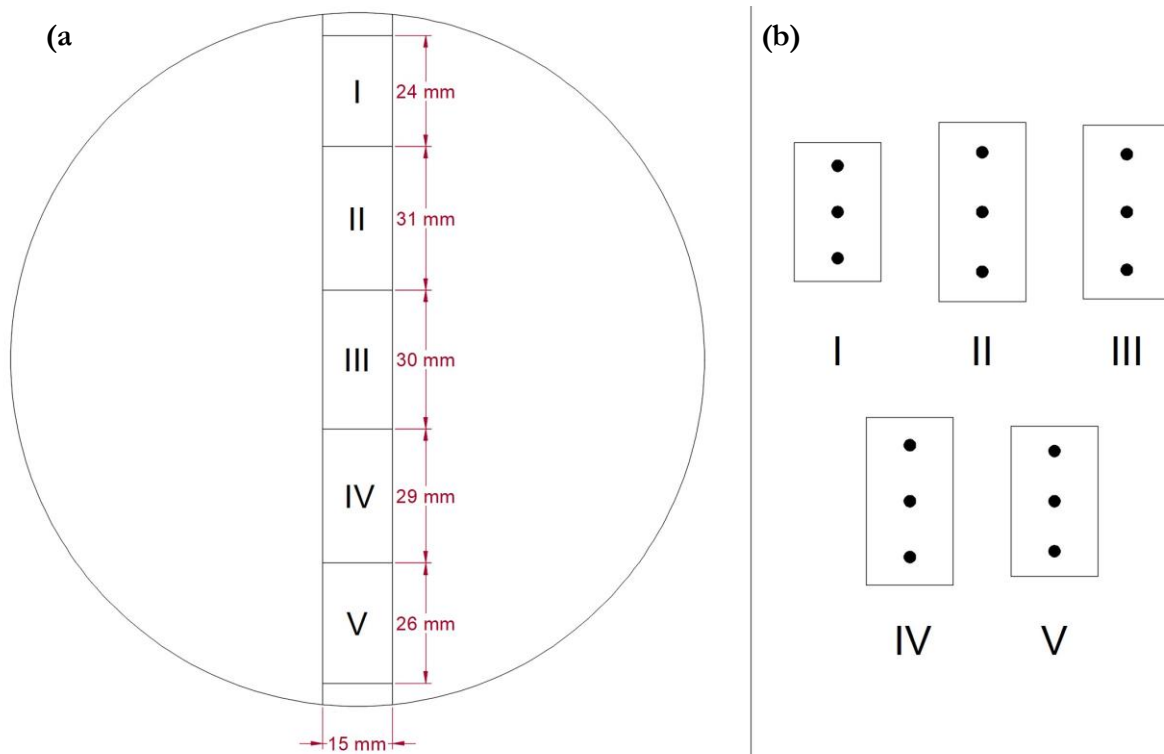 (a
I
24 mm
II
31 mm
III
30 mm
IV
29 mm
V
26 mm
15 mm
(b)
I II III
IV V